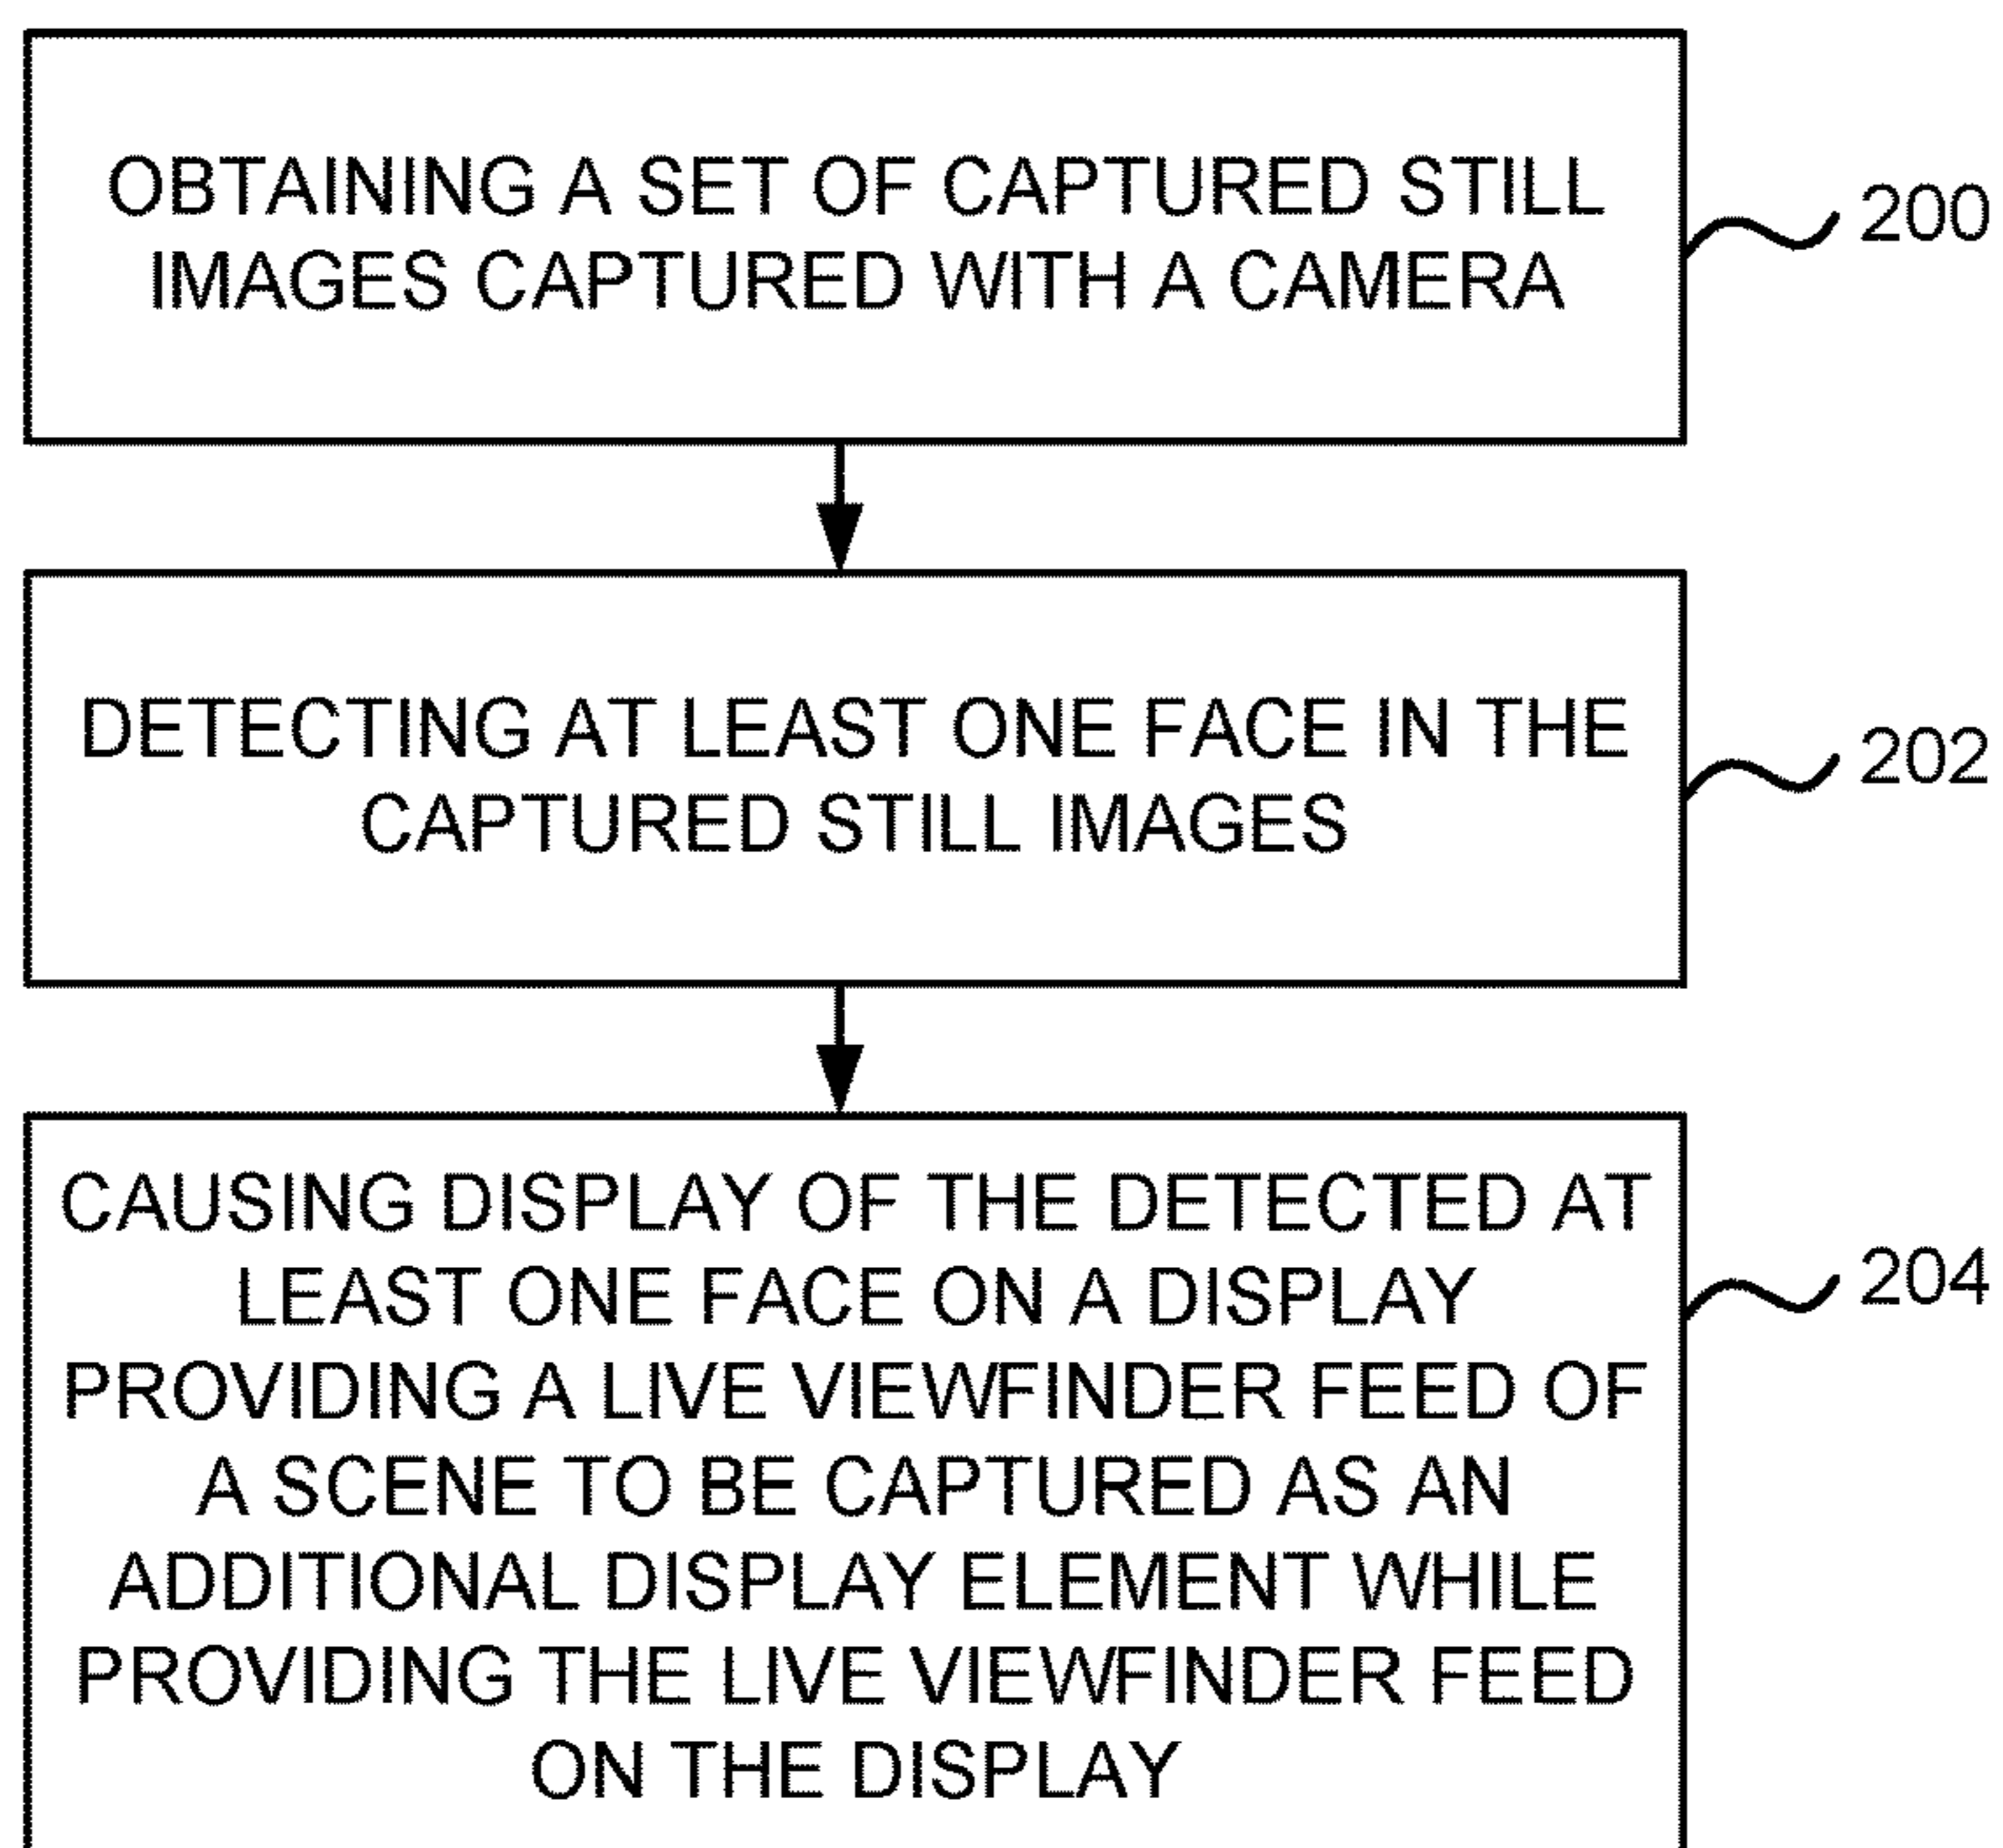 OBTAINING A SET OF CAPTURED STILL
IMAGES CAPTURED WITH A CAMERA
200
DETECTING AT LEAST ONE FACE IN THE
CAPTURED STILL IMAGES
202
CAUSING DISPLAY OF THE DETECTED AT
LEAST ONE FACE ON A DISPLAY
PROVIDING A LIVE VIEWFINDER FEED OF
A SCENE TO BE CAPTURED AS AN
ADDITIONAL DISPLAY ELEMENT WHILE
PROVIDING THE LIVE VIEWFINDER FEED
ON THE DISPLAY
204